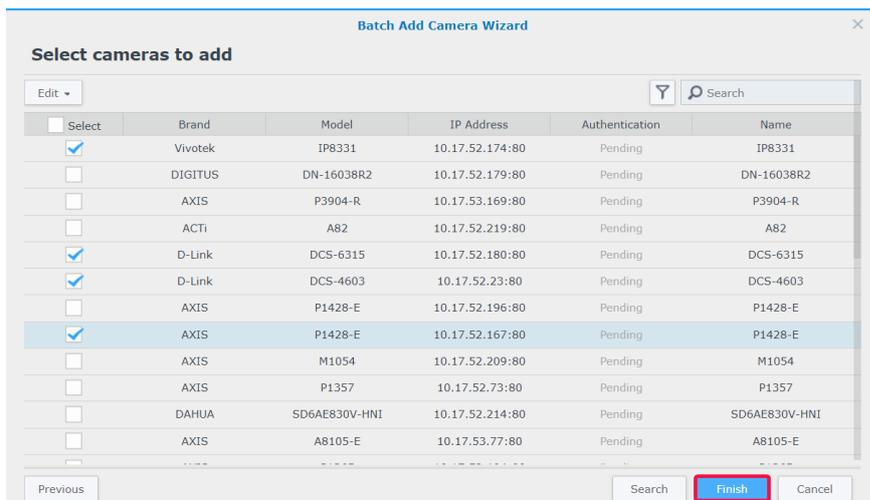 Batch Add Camera Wizard
Select cameras to add
Edit Search
Select Brand Model IP Address Authentication Name
Vivotek IP8331 10.17.52.174:80 Pending IP8331
DIGITUS DN-16038R2 10.17.52.179:80 Pending DN-16038R2
AXIS P3904-R 10.17.53.169:80 Pending P3904-R
ACTi A82 10.17.52.219:80 Pending A82
D-Link DCS-6315 10.17.52.180:80 Pending DCS-6315
D-Link DCS-4603 10.17.52.23:80 Pending DCS-4603
AXIS P1428-E 10.17.52.196:80 Pending P1428-E
AXIS P1428-E 10.17.52.167:80 Pending P1428-E
AXIS M1054 10.17.52.209:80 Pending M1054
AXIS P1357 10.17.52.73:80 Pending P1357
DAHUA SD6AE830V-HNI 10.17.52.214:80 Pending SD6AE830V-HNI
AXIS A8105-E 10.17.53.77:80 Pending A8105-E
Previous Search Finish Cancel